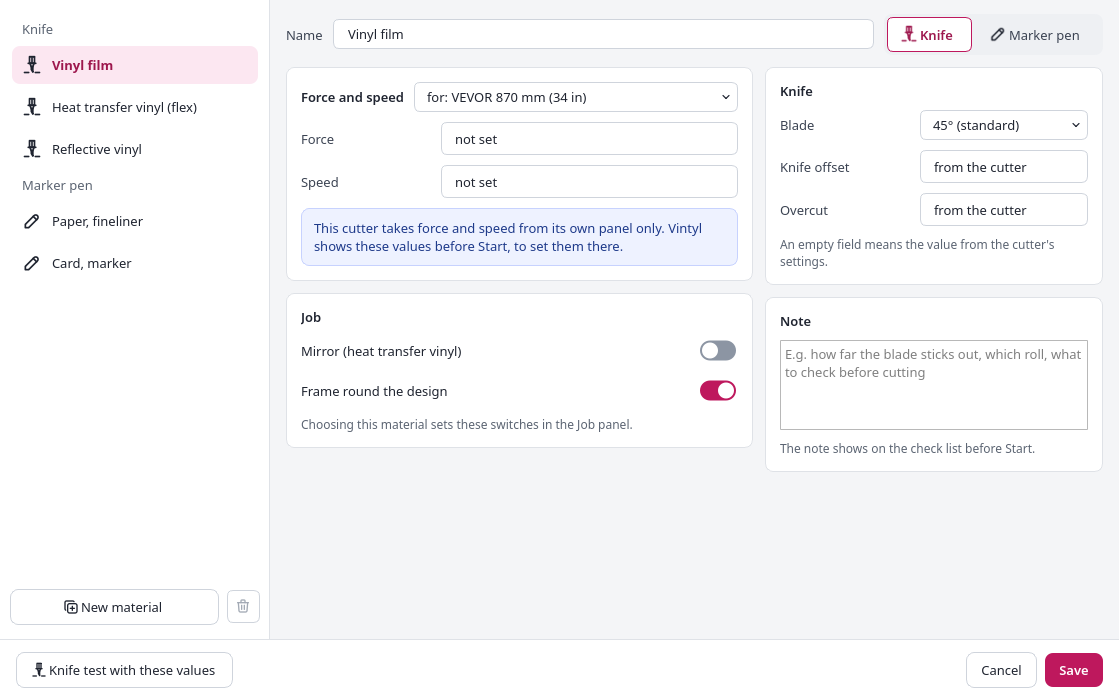 Knife
Vinyl film
Heat transfer vinyl (flex)
Reflective vinyl
Marker pen
Paper, fineliner
Card, marker
New material
Name
Vinyl film
Knife
Marker pen
Force and speed
for: VEVOR 870 mm (34 in)
Force
not set
Speed
not set
This cutter takes force and speed from its own panel only. Vintyl
shows these values before Start, to set them there.
Job
Mirror (heat transfer vinyl)
Frame round the design
Choosing this material sets these switches in the Job panel.
Knife
Blade
45° (standard)
Knife offset
from the cutter
Overcut
from the cutter
An empty field means the value from the cutter's
settings.
Note
E.g. how far the blade sticks out, which roll, what
to check before cutting
The note shows on the check list before Start.
Knife test with these values
Cancel
Save